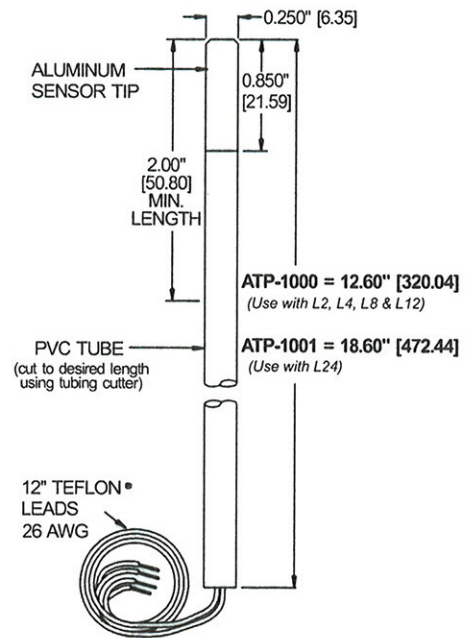 0.250" [6.35]
ALUMINUM
SENSOR TIP
0.850"
[21.59]
2.00"
[50.80]
MIN.
LENGTH
ATP-1000 = 12.60" [320.04]
(Use with L2, L4, L8 & L12)
PVC TUBE
(cut to desired length
using tubing cutter)
ATP-1001 = 18.60" [472.44]
(Use with L24)
12" TEFLON®
LEADS
26 AWG